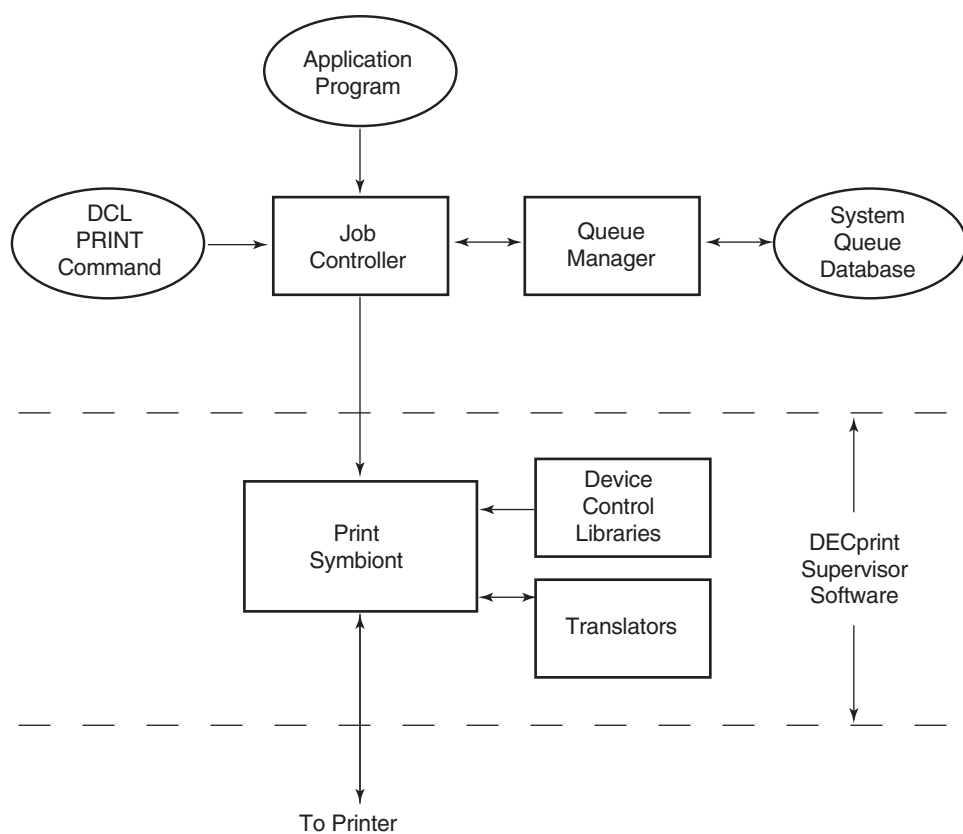 Application
Program
DCL
PRINT
Command
Job
Controller
Queue
Manager
System
Queue
Database
Print
Symbiont
Device
Control
Libraries
Translators
DECprint
Supervisor
Software
To Printer